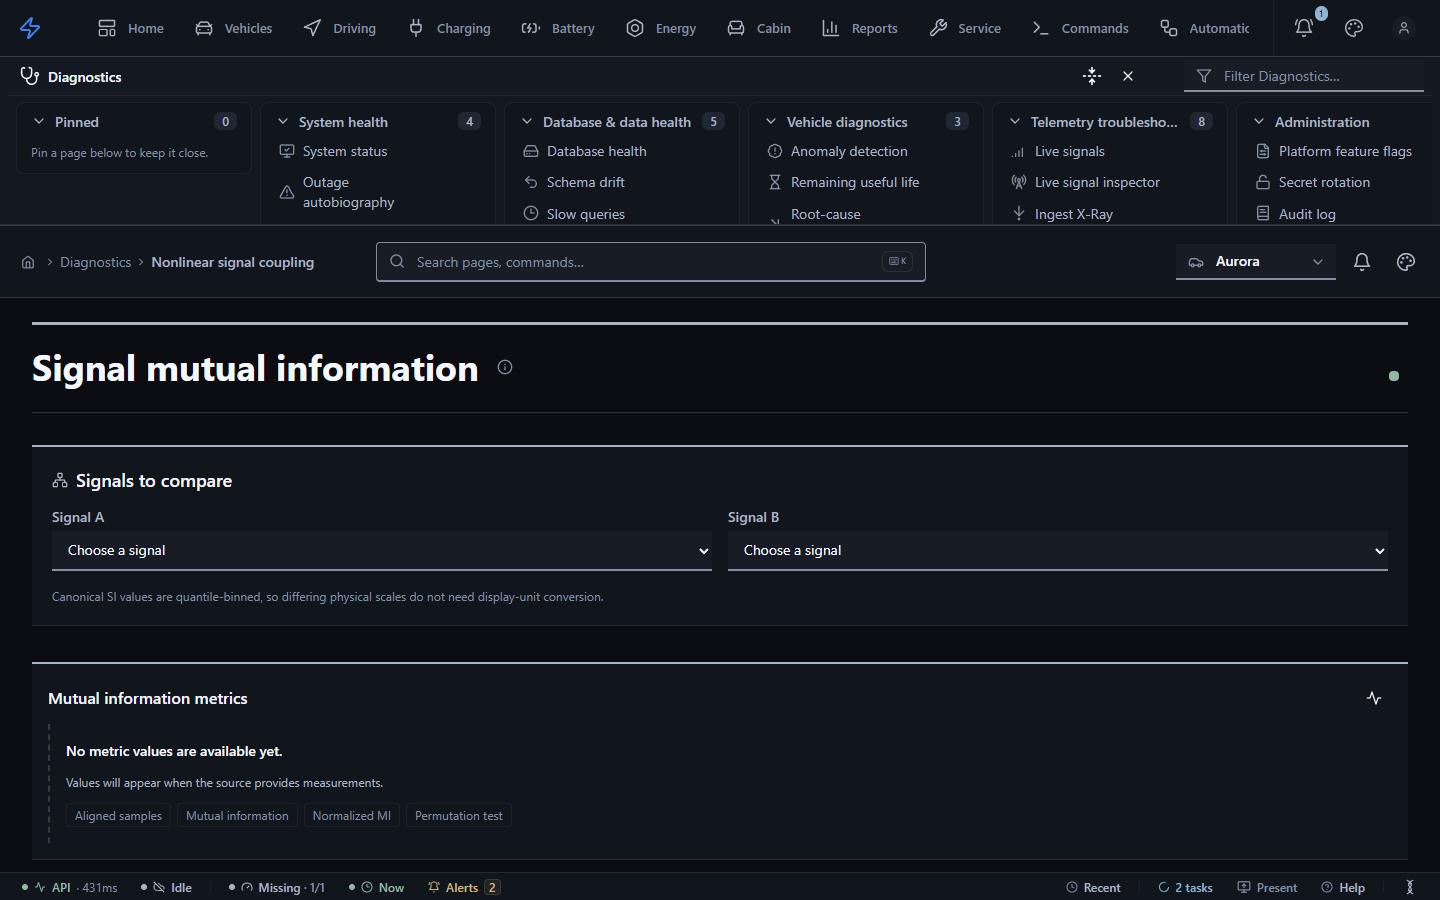 Home
Vehicles
Driving
Charging
Battery
Energy
Cabin
Reports
Service
Commands
Automatic
1
Diagnostics
Filter Diagnostics...
Pinned 0
Pin a page below to keep it close.
System health 4
System status
Outage
autobiography
Database & data health 5
Database health
Schema drift
Slow queries
Vehicle diagnostics 3
Anomaly detection
Remaining useful life
Root-cause
Telemetry troublesho... 8
Live signals
Live signal inspector
Ingest X-Ray
Administration
Platform feature flags
Secret rotation
Audit log
Diagnostics
Nonlinear signal coupling
Search pages, commands...
K
Aurora
Signal mutual information
Signals to compare
Signal A
Choose a signal
Signal B
Choose a signal
Canonical SI values are quantile-binned, so differing physical scales do not need display-unit conversion.
Mutual information metrics
No metric values are available yet.
Values will appear when the source provides measurements.
Aligned samples
Mutual information
Normalized MI
Permutation test
API · 431ms
Idle
Missing · 1/1
Now
Alerts 2
Recent
2 tasks
Present
Help